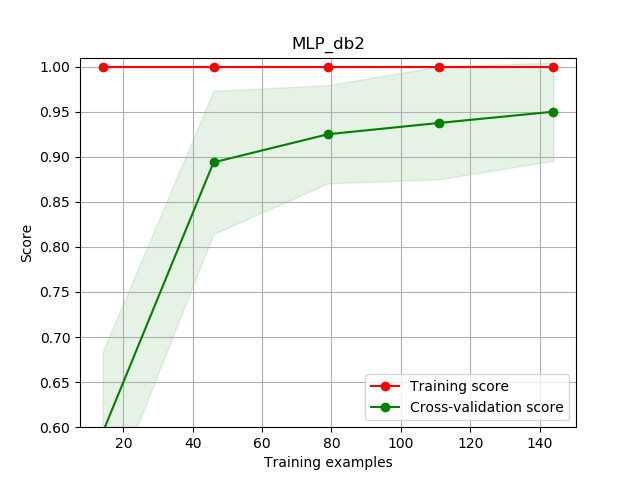 MLP_db2
1.00
0.95
0.90
0.85
0.80
0.75
0.70
0.65
0.60
Score
20 40 60 80 100 120 140
Training examples
Training score
Cross-validation score